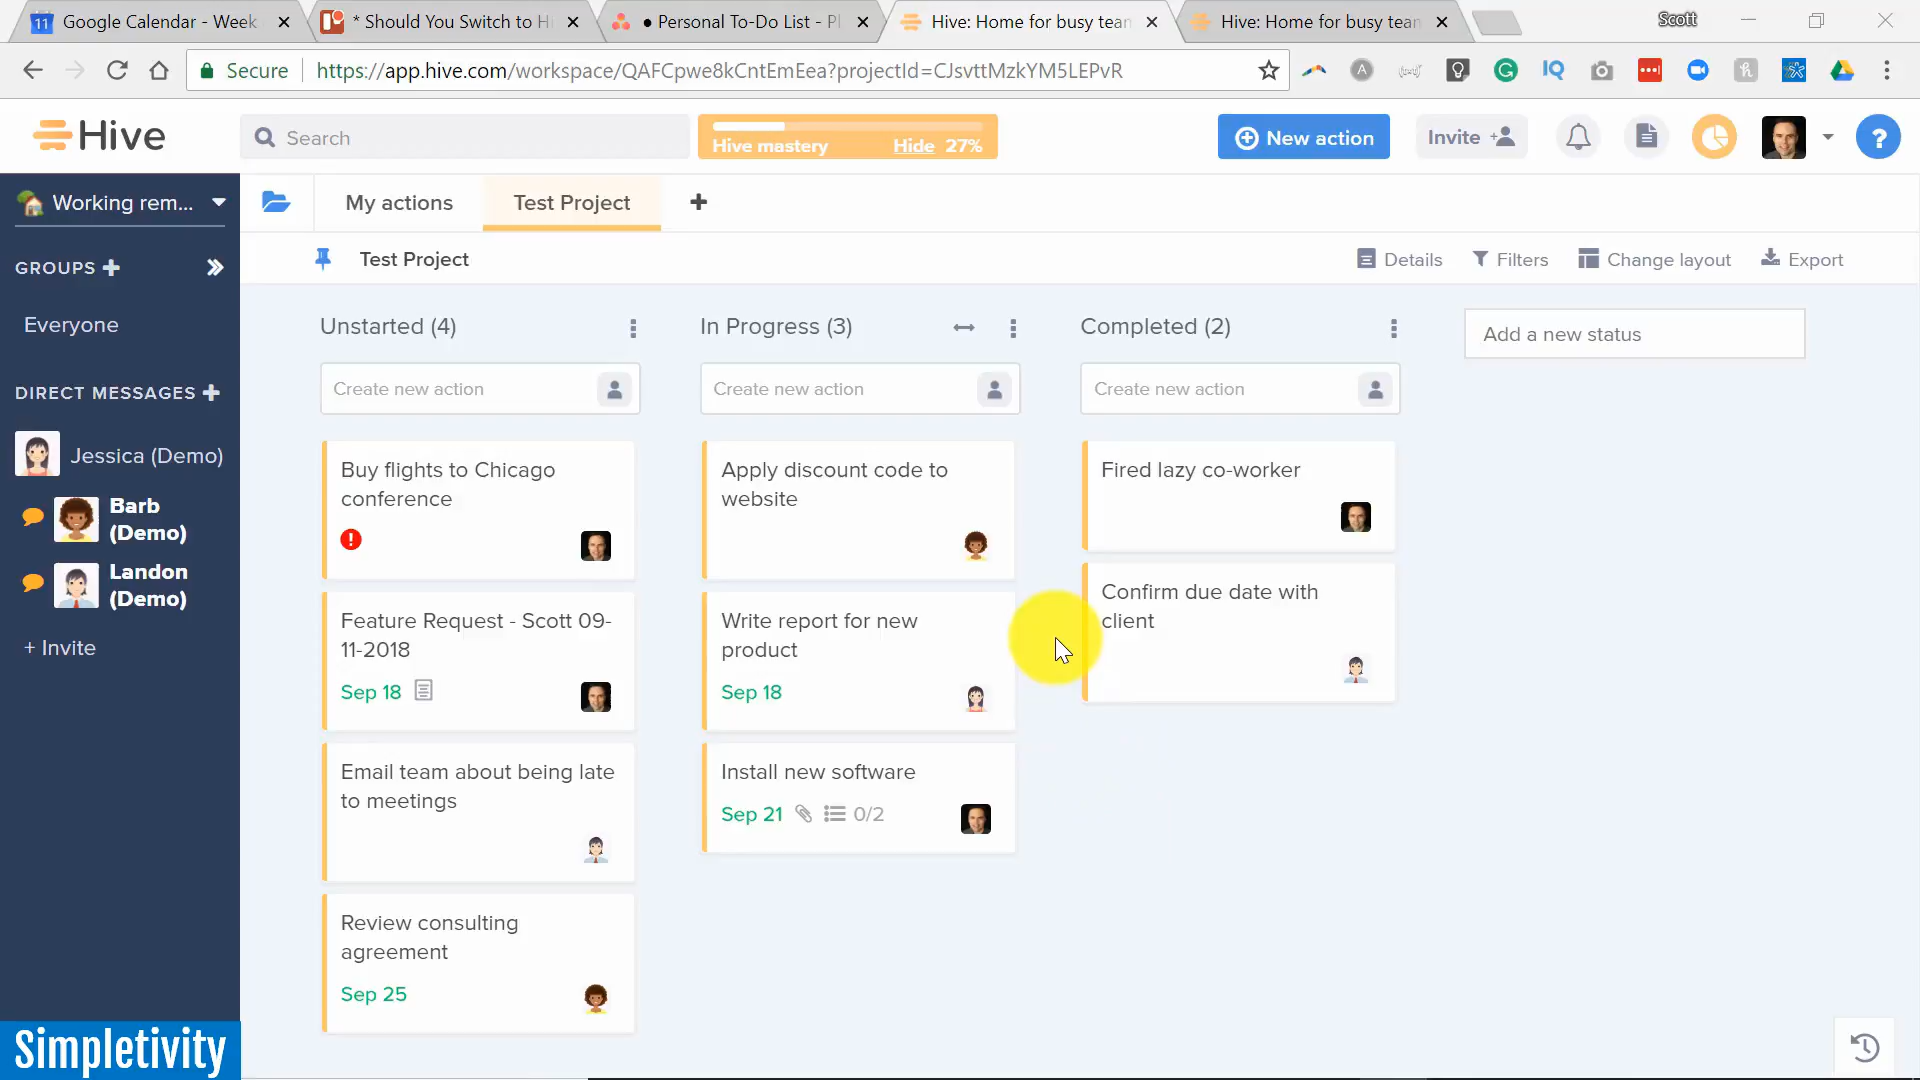 11 Google Calendar - Week
* Should You Switch to Hi
● Personal To-Do List - Pl
Hive: Home for busy team
Hive: Home for busy team
Scott
Secure
https://app.hive.com/workspace/QAFCpwe8kCntEmEea?projectId=CJsvttMzkYM5LEPvR
Hive
Search
Hive mastery Hide 27%
New action
Invite
?
Working rem...
My actions
Test Project
+
GROUPS +
Test Project
Details
Filters
Change layout
Export
Everyone
DIRECT MESSAGES +
Jessica (Demo)
Barb
(Demo)
Landon
(Demo)
+ Invite
Unstarted (4)
Create new action
Buy flights to Chicago
conference
!
Feature Request - Scott 09-
11-2018
Sep 18
Email team about being late
to meetings
Review consulting
agreement
Sep 25
In Progress (3)
Create new action
Apply discount code to
website
Write report for new
product
Sep 18
Install new software
Sep 21 0/2
Completed (2)
Create new action
Fired lazy co-worker
Confirm due date with
client
Add a new status
Simpletivity